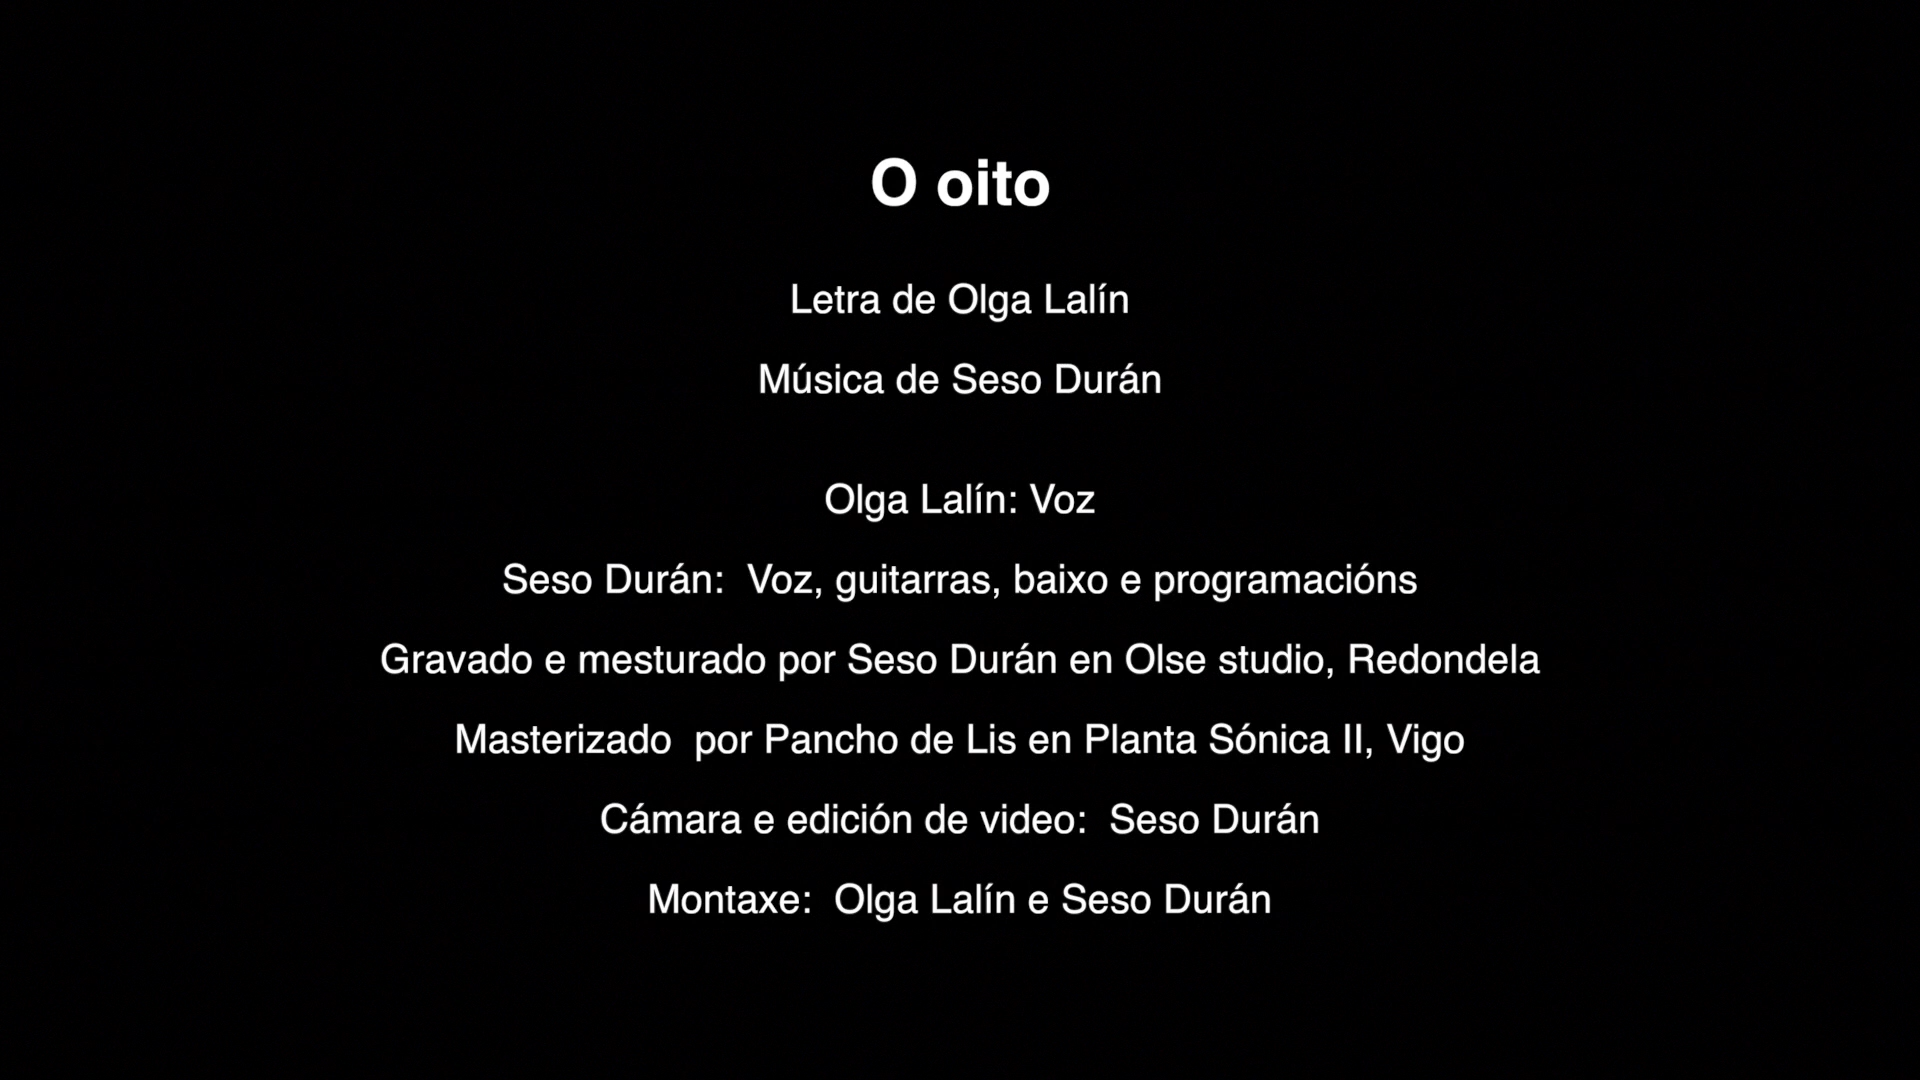 O oito
Letra de Olga Lalín
Música de Seso Durán
Olga Lalín: Voz
Seso Durán:  Voz, guitarras, baixo e programacións
Gravado e mesturado por Seso Durán en Olse studio, Redondela
Masterizado  por Pancho de Lis en Planta Sónica II, Vigo
Cámara e edición de video:  Seso Durán
Montaxe:  Olga Lalín e Seso Durán